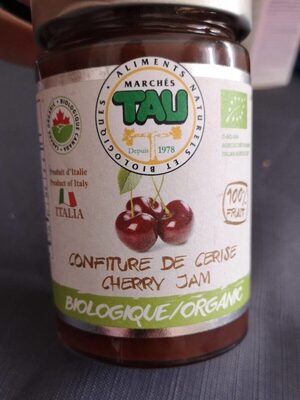 ALIMENTS NATURELS ET BIOLOGIQUES
MARCHÉS
TAU
Depuis 1978
Produit d'Italie
Product of Italy
ITALIA
100%
FRUIT
CONFITURE DE CERISE
CHERRY JAM
BIOLOGIQUE/ORGANIC